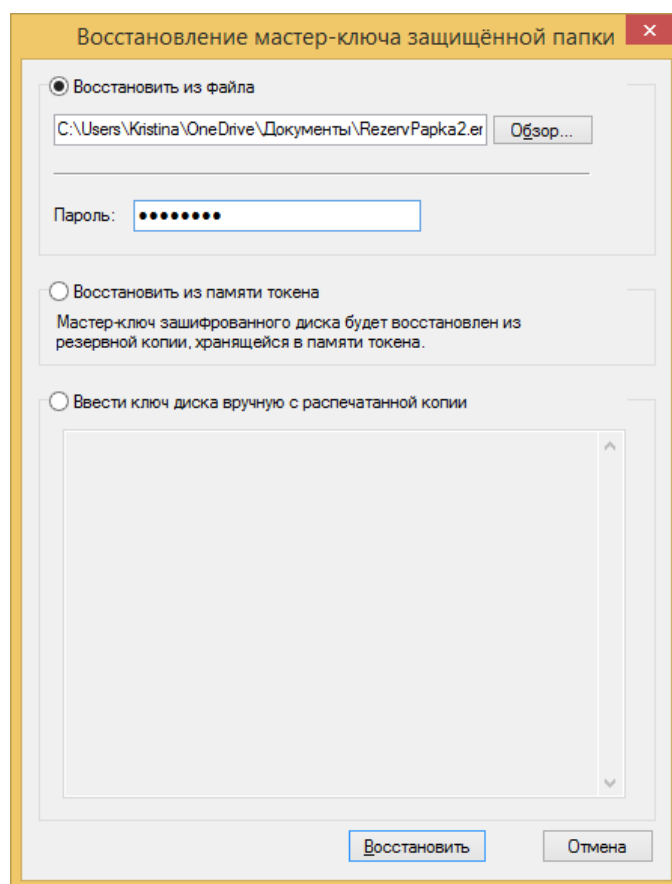 Восстановление мастер-ключа защищённой папки
Восстановить из файла
C:\Users\Kristina\OneDrive\Документы\RezervPapka2.er
Обзор...
Пароль: ●●●●●●●●
Восстановить из памяти токена
Мастер-ключ зашифрованного диска будет восстановлен из
резервной копии, хранящейся в памяти токена.
Ввести ключ диска вручную с распечатанной копии
Восстановить
Отмена